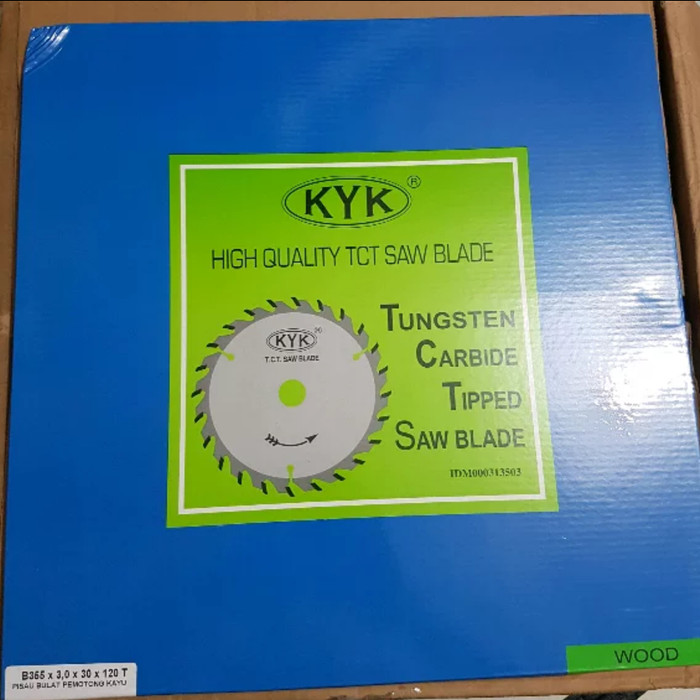 KYK ®
HIGH QUALITY TCT SAW BLADE
KYK ®
T.C.T. SAW BLADE
TUNGSTEN
CARBIDE
TIPPED
SAW BLADE
IDM000313503
WOOD
B365 x 3,0 x 30 x 120 T
PISAU BULAT PEMOTONG KAYU